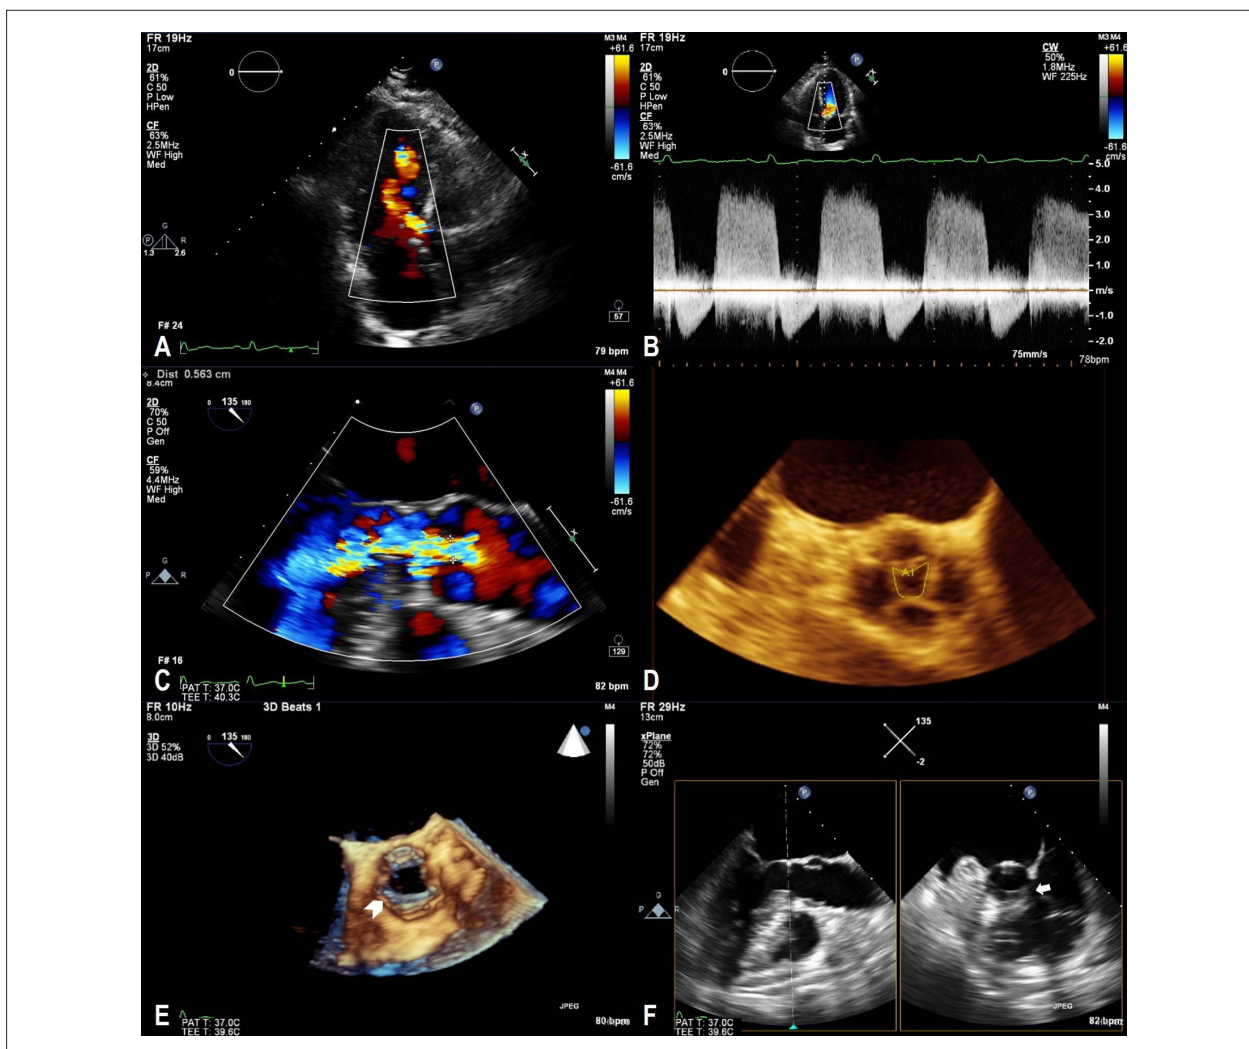 FR 19Hz
17cm
2D
61%
C 50
P Low
HPen
CF
63%
2.5MHz
WF High
Med
0
P
M3 M4
+61.6
-61.6
cm/s
X
G
P R
1.3 2.6
57
F# 24
A
79 bpm
FR 19Hz
17cm
2D
61%
C 50
P Low
HPen
CF
63%
2.5MHz
WF High
Med
0
P
X
CW
50%
1.8MHz
WF 225Hz
M3 M4
+61.6
-61.6
cm/s
5.0
4.0
3.0
2.0
1.0
m/s
-1.0
-2.0
B
75mm/s
78bpm
Dist 0.563 cm
8.4cm
2D
70%
C 50
P Off
Gen
CF
59%
4.4MHz
WF High
Med
0 135 180
P
M4 M4
+61.6
-61.6
cm/s
X
G
P R
129
F# 16
C
PAT T: 37.0C
TEE T: 40.3C
82 bpm
A1
D
FR 10Hz
8.0cm
3D Beats 1
M4
3D
3D 52%
3D 40dB
0 135 180
E
PAT T: 37.0C
TEE T: 39.6C
JPEG
FR 29Hz
13cm
xPlane
72%
72%
50dB
P Off
Gen
135
-2
M4
P
P
G
P R
F
PAT T: 37.0C
TEE T: 39.6C
JPEG
82 bpm